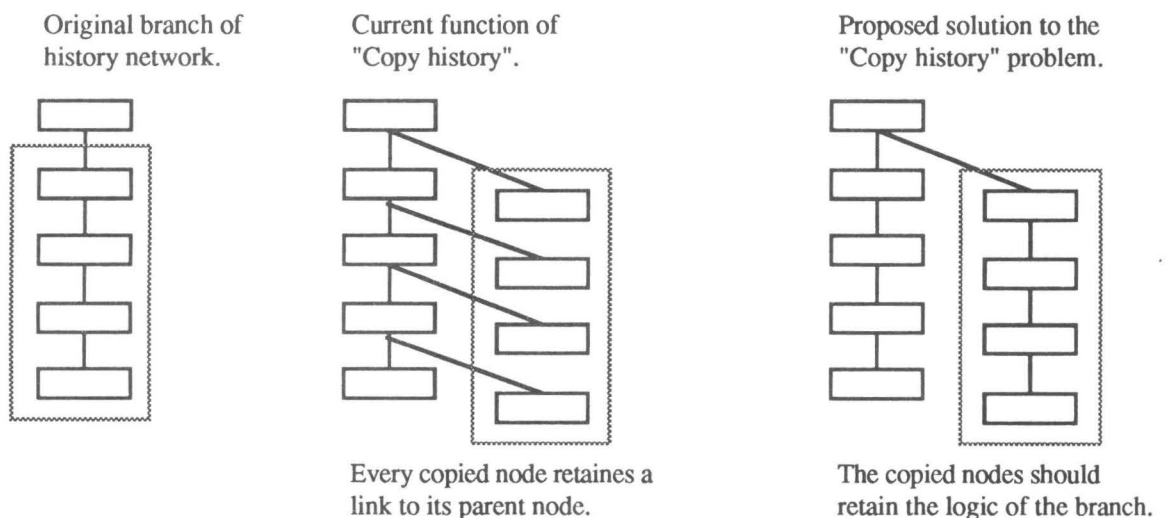 Original branch of
history network.
Current function of
"Copy history".
Proposed solution to the
"Copy history" problem.
Every copied node retaines a
link to its parent node.
The copied nodes should
retain the logic of the branch.